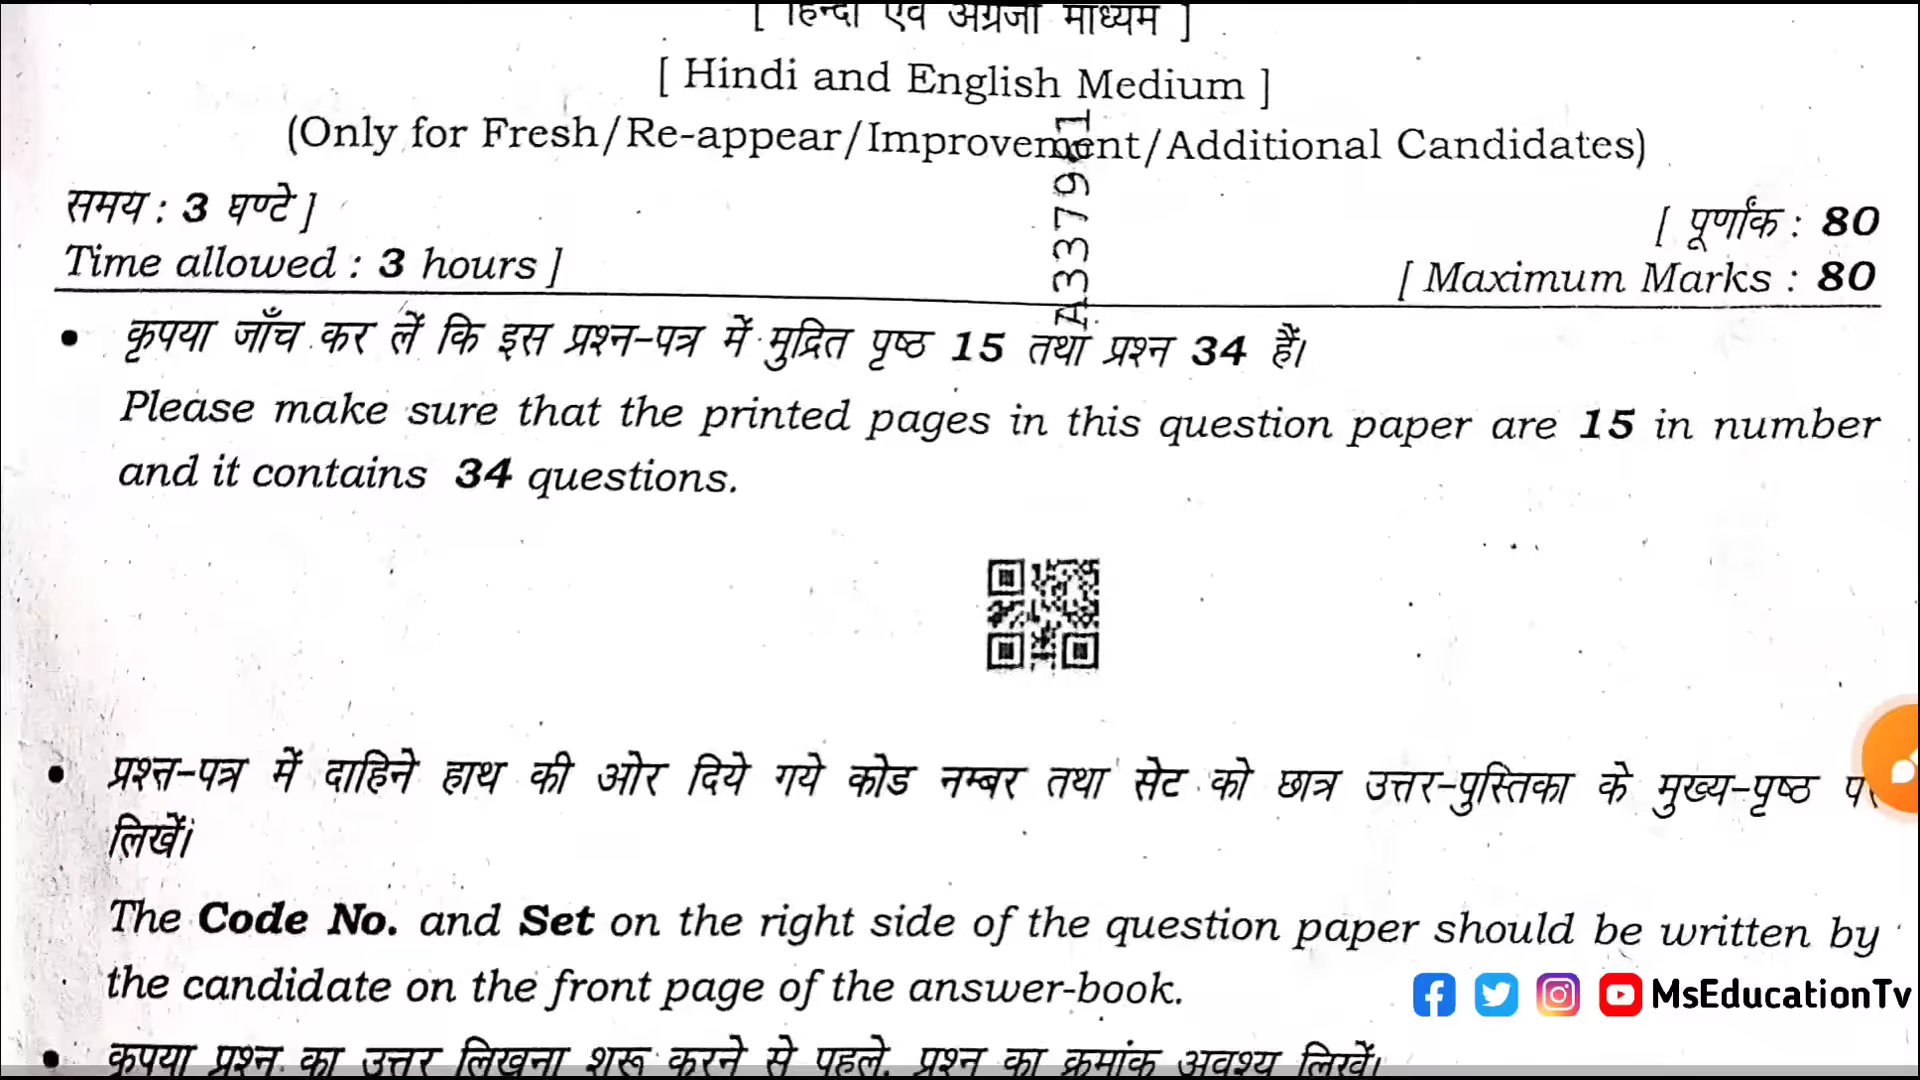 [ हिन्दी एवं अंग्रेजी माध्यम ]
[ Hindi and English Medium ]
(Only for Fresh/Re-appear/Improvement/Additional Candidates)
समय : 3 घण्टे ]
[ पूर्णांक : 80
Time allowed : 3 hours ]
[ Maximum Marks : 80
• कृपया जाँच कर लें कि इस प्रश्न-पत्र में मुद्रित पृष्ठ 15 तथा प्रश्न 34 हैं।
Please make sure that the printed pages in this question paper are 15 in number
and it contains 34 questions.
• प्रश्न-पत्र में दाहिने हाथ की ओर दिये गये कोड नम्बर तथा सेट को छात्र उत्तर-पुस्तिका के मुख्य-पृष्ठ पर
लिखें।
The Code No. and Set on the right side of the question paper should be written by
the candidate on the front page of the answer-book.
MsEducationTv
• कृपया प्रश्न का उत्तर लिखना शुरू करने से पहले, प्रश्न का क्रमांक अवश्य लिखें।